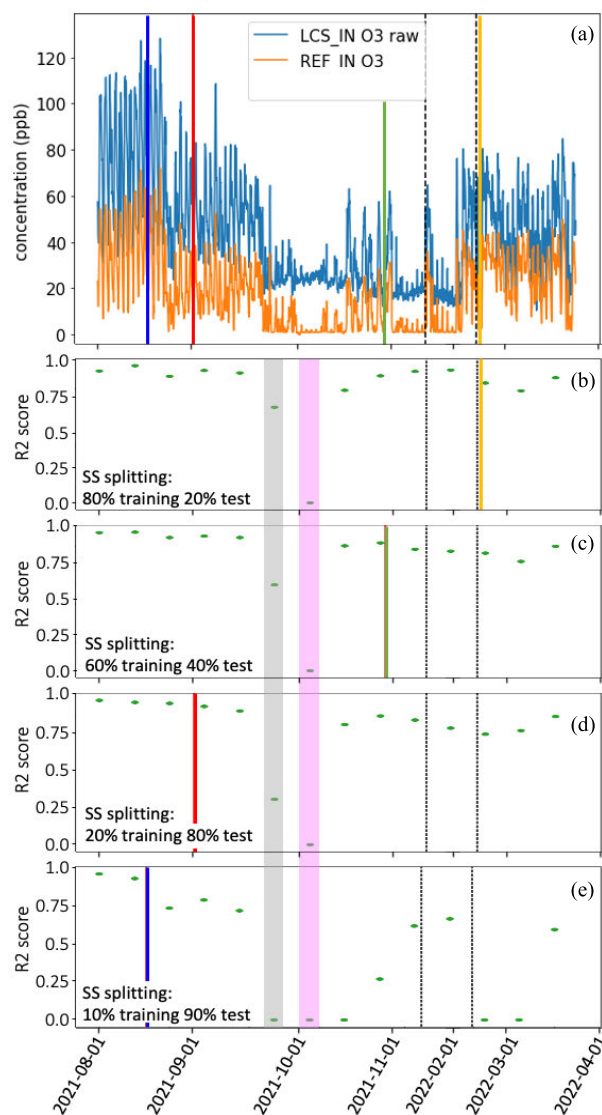 (a)
LCS_IN O3 raw
REF IN O3
concentration (ppb)
120
100
80
60
40
20
0
(b)
R2 score
1.0
0.75
0.5
0.25
0.0
SS splitting:
80% training 20% test
(c)
R2 score
1.0
0.75
0.5
0.25
0.0
SS splitting:
60% training 40% test
(d)
R2 score
1.0
0.75
0.5
0.25
0.0
SS splitting:
20% training 80% test
(e)
R2 score
1.0
0.75
0.5
0.25
0.0
SS splitting:
10% training 90% test
2021-08-01
2021-09-01
2021-10-01
2021-11-01
2022-02-01
2022-03-01
2022-04-01